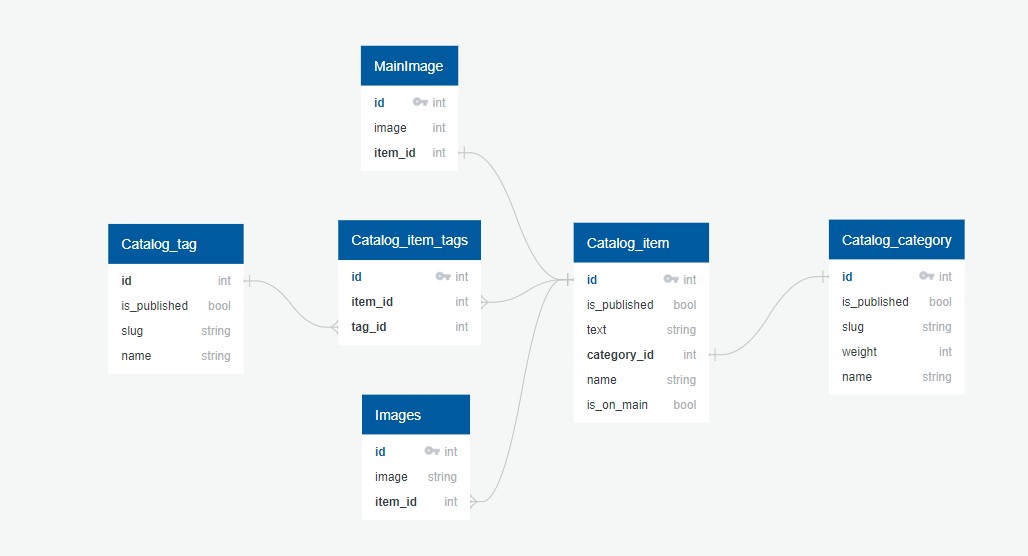 MainImage
id int
image int
item_id int
Catalog_tag
id int
is_published bool
slug string
name string
Catalog_item_tags
id int
item_id int
tag_id int
Catalog_item
id int
is_published bool
text string
category_id int
name string
is_on_main bool
Catalog_category
id int
is_published bool
slug string
weight int
name string
Images
id int
image string
item_id int